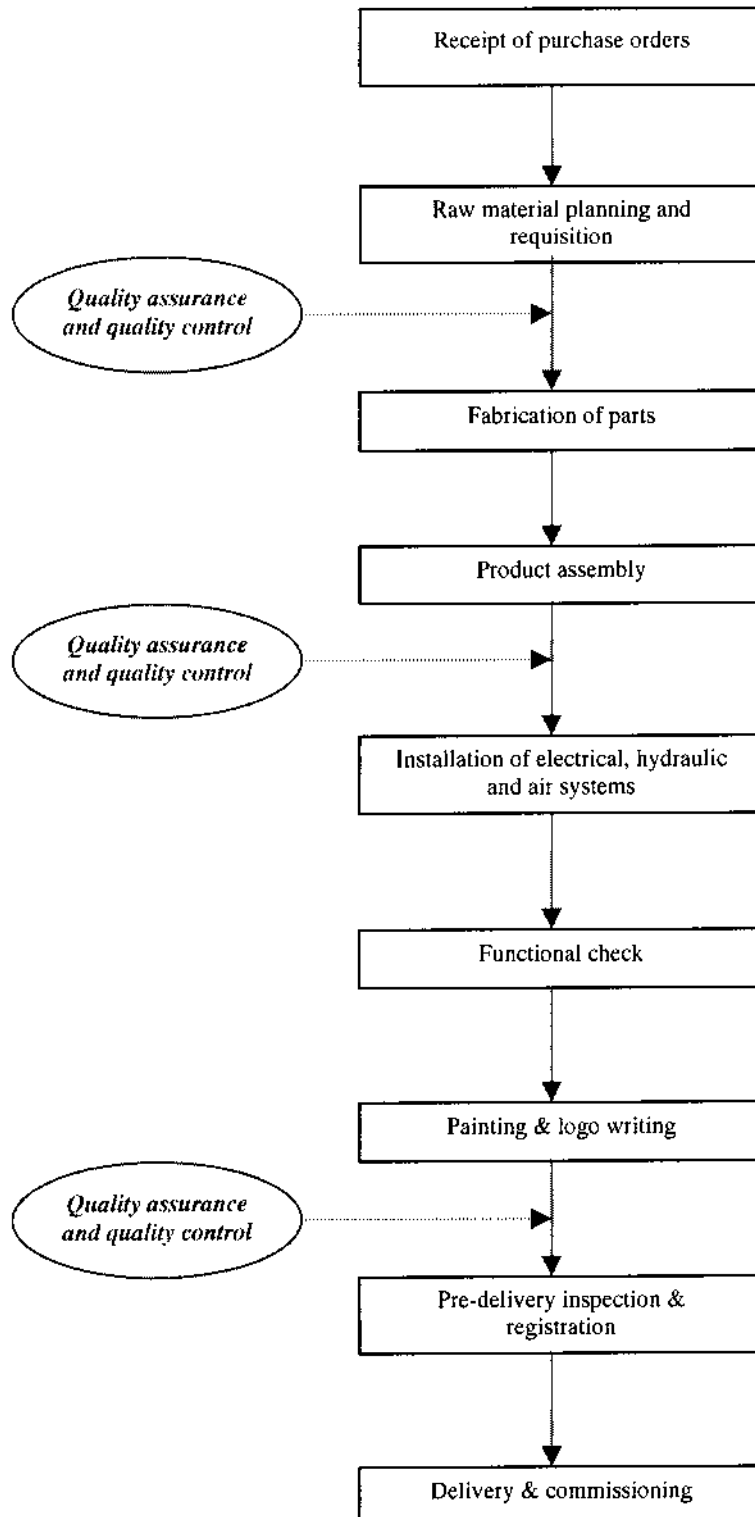 Receipt of purchase orders
Raw material planning and
requisition
Quality assurance
and quality control
Fabrication of parts
Product assembly
Quality assurance
and quality control
Installation of electrical, hydraulic
and air systems
Functional check
Painting & logo writing
Quality assurance
and quality control
Pre-delivery inspection &
registration
Delivery & commissioning